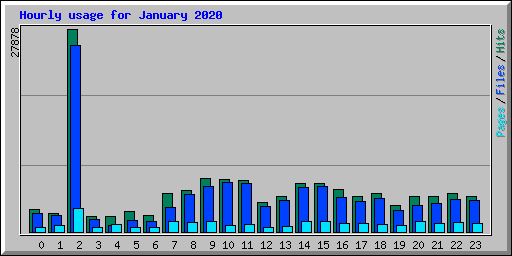 Hourly usage for January 2020
27878
Pages/Files/Hits
0 1 2 3 4 5 6 7 8 9 10 11 12 13 14 15 16 17 18 19 20 21 22 23